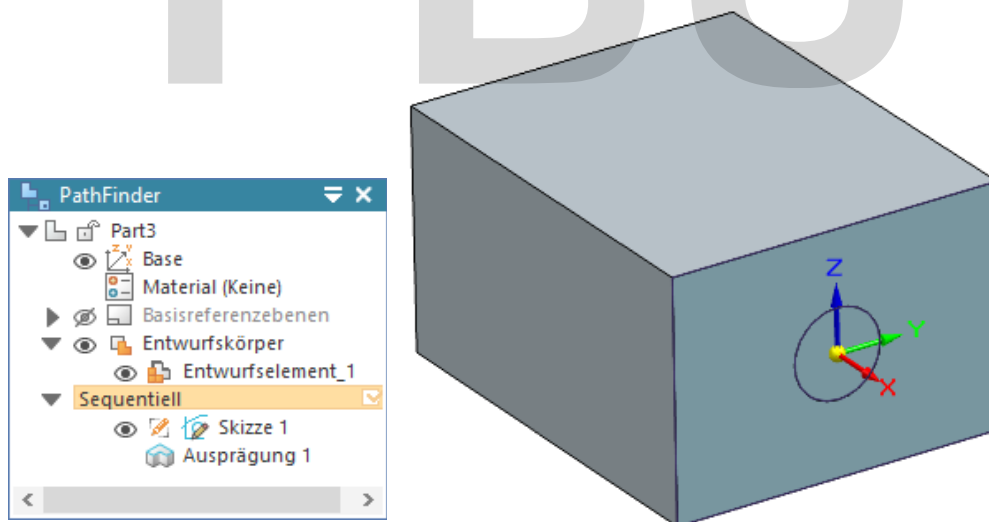 PathFinder
Part3
Base
Material (Keine)
Basisreferenzebenen
Entwurfskörper
Entwurfselement_1
Sequentiell
Skizze 1
Ausprägung 1
Z
Y
X